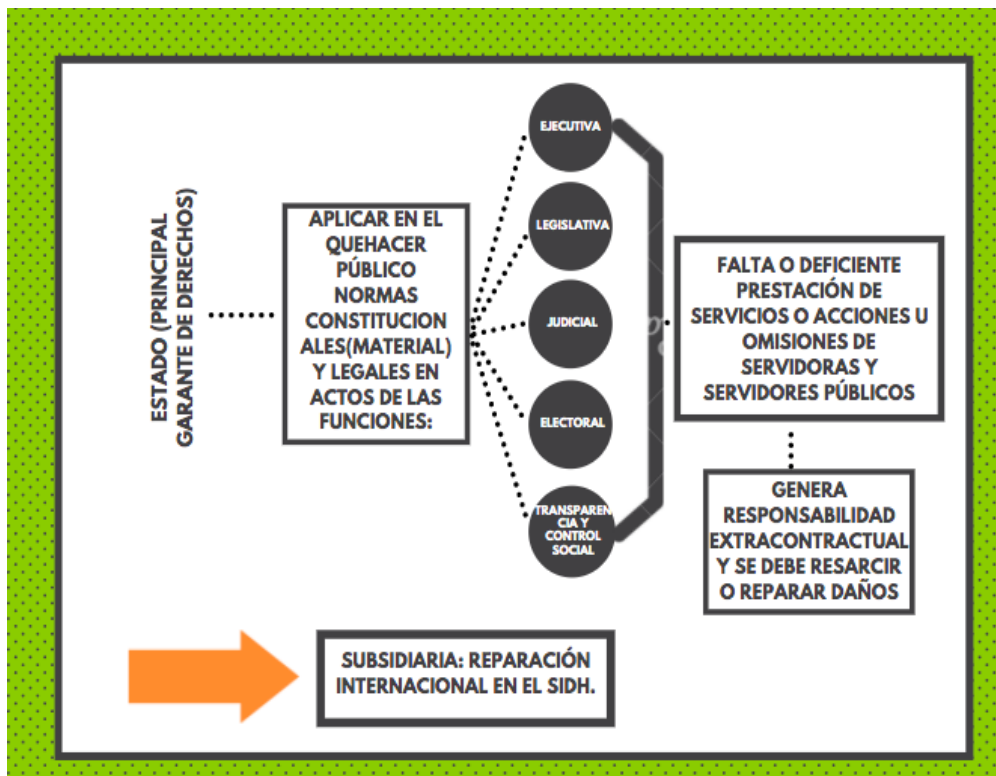 ESTADO (PRINCIPAL
GARANTE DE DERECHOS)
APLICAR EN EL
QUEHACER
PÚBLICO
NORMAS
CONSTITUCION
ALES(MATERIAL)
Y LEGALES EN
ACTOS DE LAS
FUNCIONES:
EJECUTIVA
LEGISLATIVA
JUDICIAL
ELECTORAL
TRANSPAREN
CIA Y
CONTROL
SOCIAL
FALTA O DEFICIENTE
PRESTACIÓN DE
SERVICIOS O ACCIONES U
OMISIONES DE
SERVIDORAS Y
SERVIDORES PÚBLICOS
GENERA
RESPONSABILIDAD
EXTRACONTRACTUAL
Y SE DEBE RESARCIR
O REPARAR DAÑOS
SUBSIDIARIA: REPARACIÓN
INTERNACIONAL EN EL SIDH.